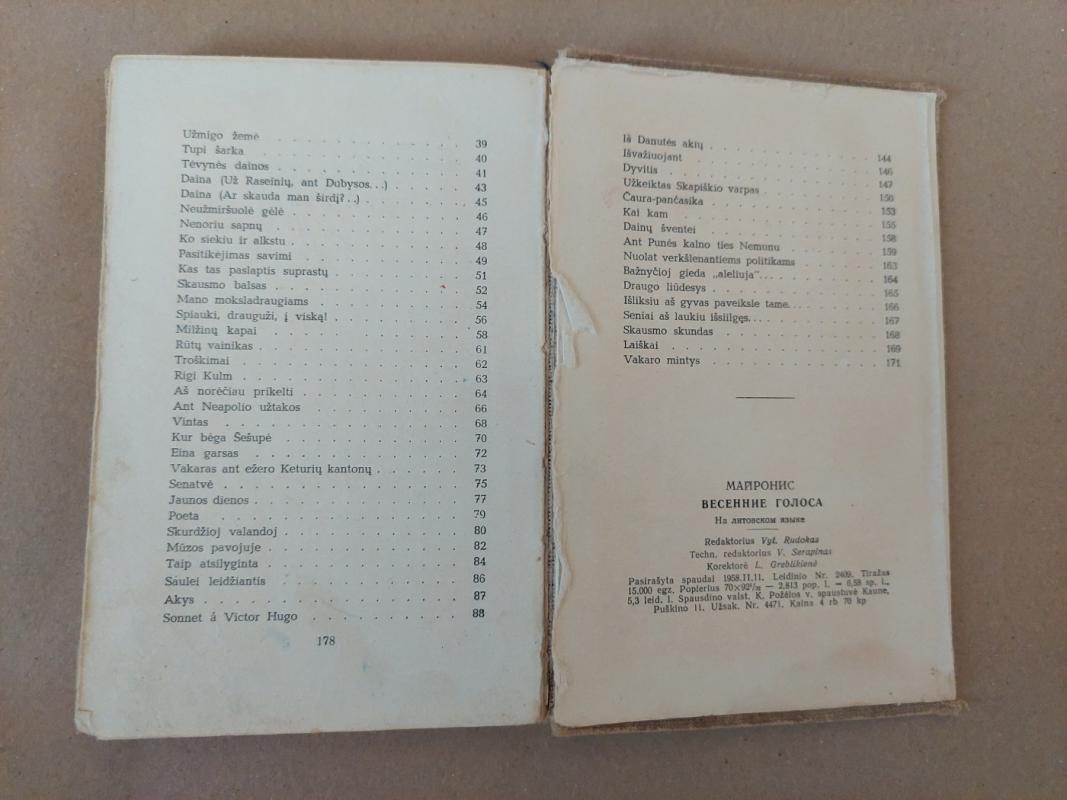 Užmigo žemė . . . . . . . . . . . 39
Tupi šarka . . . . . . . . . . . 40
Tėvynės dainos . . . . . . . . . . 41
Daina (Už Raseinių, ant Dubysos. . .) . . . . 43
Daina (Ar skauda man širdį?. . .) . . . . . 45
Neužmiršuolė gėlė . . . . . . . . . 46
Nenoriu sapnų . . . . . . . . . . 47
Ko siekiu ir alkstu . . . . . . . . . 48
Pasitikėjimas savimi . . . . . . . . . 49
Kas tas paslaptis suprastų . . . . . . . 51
Skausmo balsas . . . . . . . . . . 52
Mano moksladraugiams . . . . . . . . 54
Spiauki, drauguži, į viską! . . . . . . . 56
Milžinų kapai . . . . . . . . . . 58
Rūtų vainikas . . . . . . . . . . . 61
Troškimai . . . . . . . . . . . . 62
Rigi Kulm . . . . . . . . . . . . 63
Aš norėčiau prikelti . . . . . . . . . 64
Ant Neapolio užtakos . . . . . . . . 66
Vintas . . . . . . . . . . . . . 68
Kur bėga Šešupė . . . . . . . . . . 70
Eina garsas . . . . . . . . . . . 72
Vakaras ant ežero Keturių kantonų . . . . . 73
Senatvė . . . . . . . . . . . . 75
Jaunos dienos . . . . . . . . . . . 77
Poeta . . . . . . . . . . . . . 79
Skurdžioj valandoj . . . . . . . . . 80
Mūzos pavojuje . . . . . . . . . . 82
Taip atsilyginta . . . . . . . . . . 84
Saulei leidžiantis . . . . . . . . . . 86
Akys . . . . . . . . . . . . . 87
Sonnet á Victor Hugo . . . . . . . . 88
178
Iš Danutės akių . . . . . . . . . . 144
Išvažiuojant . . . . . . . . . . . 146
Dyvitis . . . . . . . . . . . . . 147
Užkeiktas Skapiškio varpas . . . . . . . 150
Čaura-pančasika . . . . . . . . . . 153
Kai kam . . . . . . . . . . . . 155
Dainų šventei . . . . . . . . . . . 158
Ant Punės kalno ties Nemunu . . . . . . 159
Nuolat verkšlenantiems politikams . . . . . 163
Bažnyčioj gieda „aleliuja". . . . . . . . 164
Draugo liūdesys . . . . . . . . . . 165
Išliksiu aš gyvas paveiksle tame. . . . . . . 166
Seniai aš laukiu išsiilgęs. . . . . . . . . 167
Skausmo skundas . . . . . . . . . . 168
Laiškai . . . . . . . . . . . . . 169
Vakaro mintys . . . . . . . . . . . 171
МАЙРОНИС
ВЕСЕННИЕ ГОЛОСА
На литовском языке
Redaktorius Vyt. Rudokas
Techn. redaktorius V. Serapinas
Korektorė L. Greblikienė
Pasirašyta spaudai 1958.II.11. Leidinio Nr. 2409. Tiražas
15.000 egz. Popierius 70×92¹/₃₂ — 2,813 pop. l. = 6,58 sp. l.,
5,3 leid. l. Spausdino valst. K. Požėlos v. spaustuvė Kaune,
Puškino 11. Užsak. Nr. 4471. Kaina 4 rb 70 kp